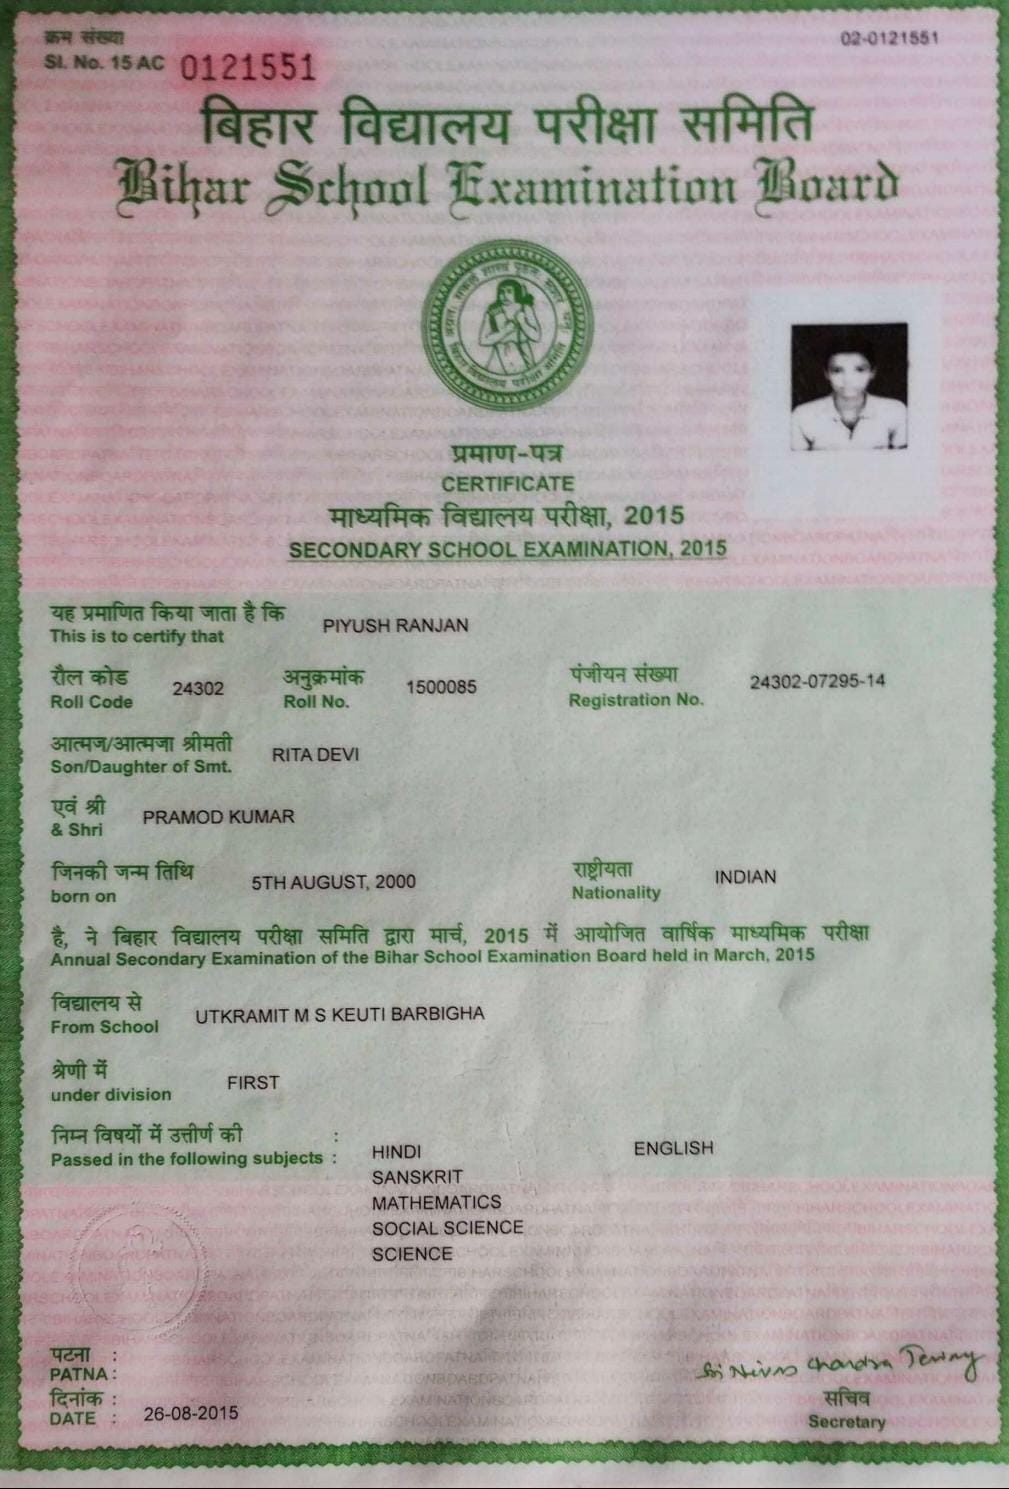 क्रम संख्या
Sl. No. 15 AC 0121551
02-0121551
बिहार विद्यालय परीक्षा समिति
Bihar School Examination Board
प्रमाण-पत्र
CERTIFICATE
माध्यमिक विद्यालय परीक्षा, 2015
SECONDARY SCHOOL EXAMINATION, 2015
यह प्रमाणित किया जाता है कि
This is to certify that PIYUSH RANJAN
रौल कोड अनुक्रमांक पंजीयन संख्या
Roll Code 24302 Roll No. 1500085 Registration No. 24302-07295-14
आत्मज/आत्मजा श्रीमती
Son/Daughter of Smt. RITA DEVI
एवं श्री
& Shri PRAMOD KUMAR
जिनकी जन्म तिथि राष्ट्रीयता
born on 5TH AUGUST, 2000 Nationality INDIAN
है, ने बिहार विद्यालय परीक्षा समिति द्वारा मार्च, 2015 में आयोजित वार्षिक माध्यमिक परीक्षा
Annual Secondary Examination of the Bihar School Examination Board held in March, 2015
विद्यालय से
From School UTKRAMIT M S KEUTI BARBIGHA
श्रेणी में
under division FIRST
निम्न विषयों में उत्तीर्ण की :
Passed in the following subjects : HINDI ENGLISH
SANSKRIT
MATHEMATICS
SOCIAL SCIENCE
SCIENCE
पटना :
PATNA :
दिनांक :
DATE : 26-08-2015
सचिव
Secretary